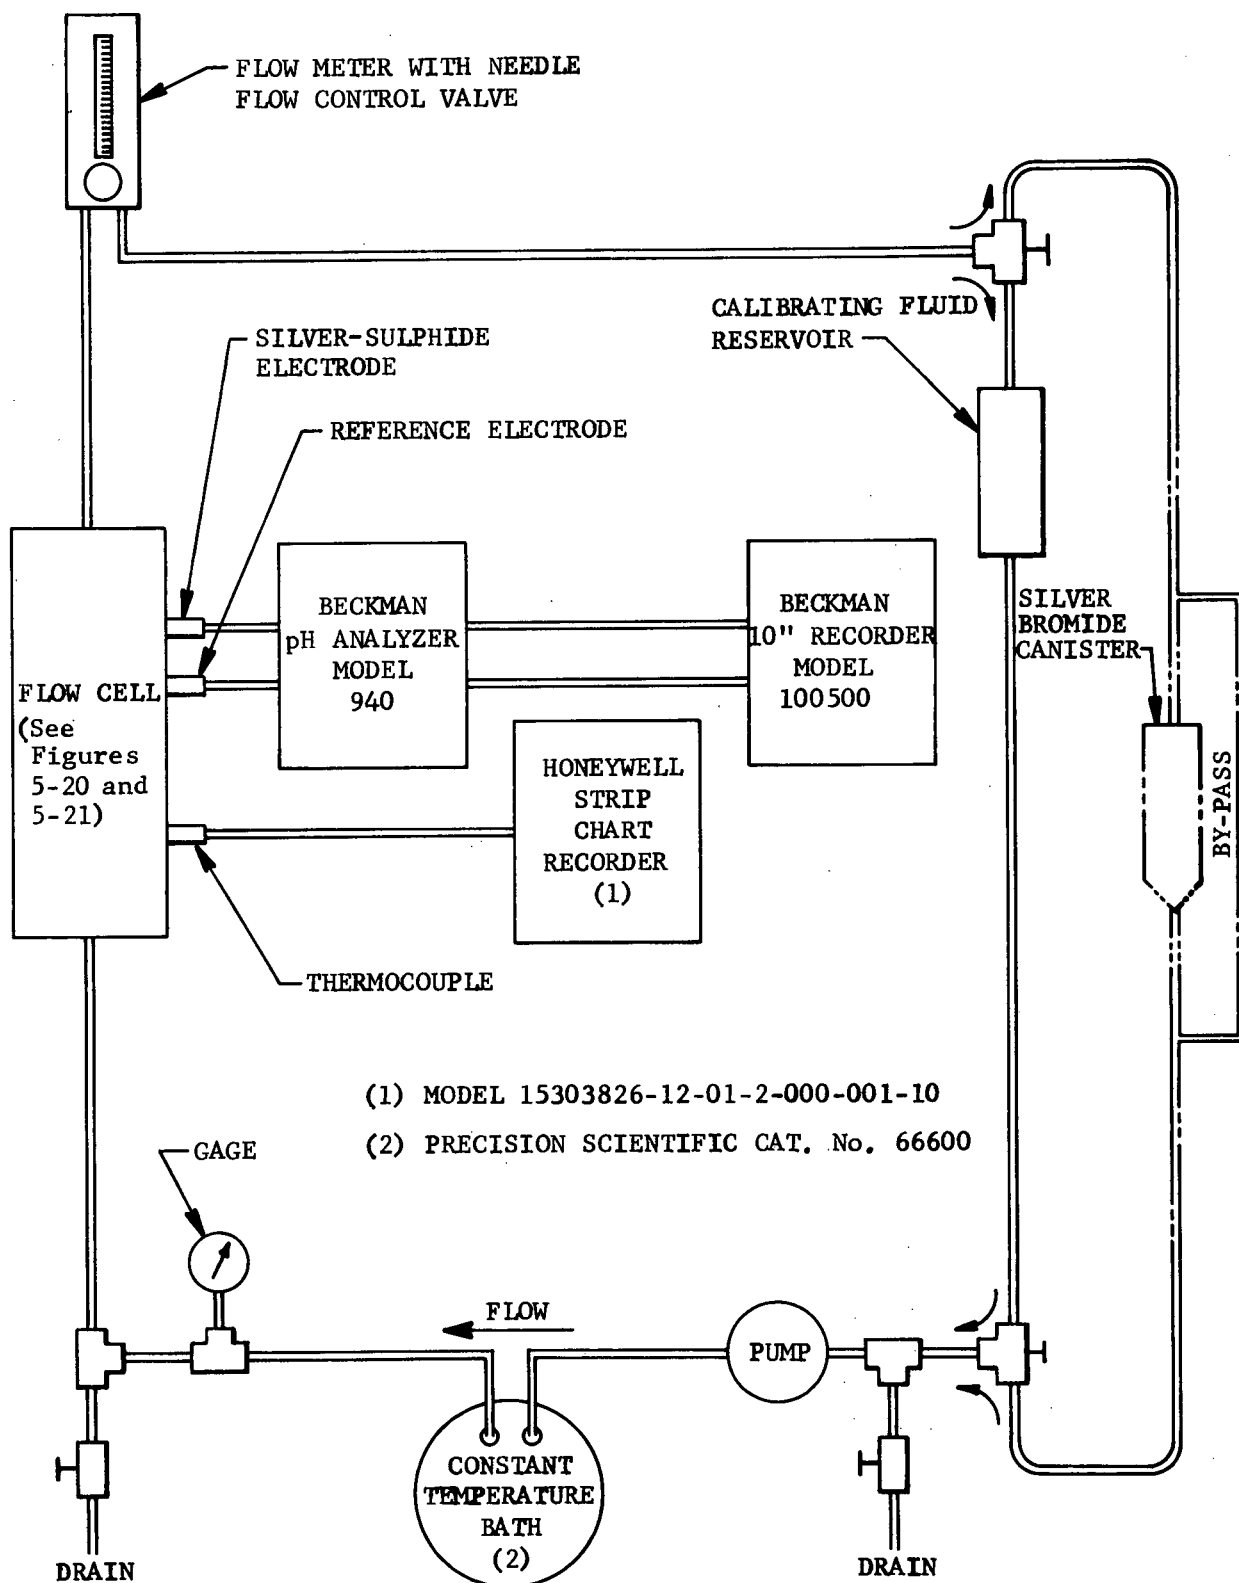 FLOW METER WITH NEEDLE
FLOW CONTROL VALVE
CALIBRATING FLUID
RESERVOIR
SILVER-SULPHIDE
ELECTRODE
REFERENCE ELECTRODE
BECKMAN
pH ANALYZER
MODEL
940
BECKMAN
10" RECORDER
MODEL
100500
SILVER
BROMIDE
CANISTER
FLOW CELL
(See
Figures
5-20 and
5-21)
HONEYWELL
STRIP
CHART
RECORDER
(1)
BY-PASS
THERMOCOUPLE
(1) MODEL 15303826-12-01-2-000-001-10
(2) PRECISION SCIENTIFIC CAT. No. 66600
GAGE
FLOW
PUMP
CONSTANT
TEMPERATURE
BATH
(2)
DRAIN
DRAIN